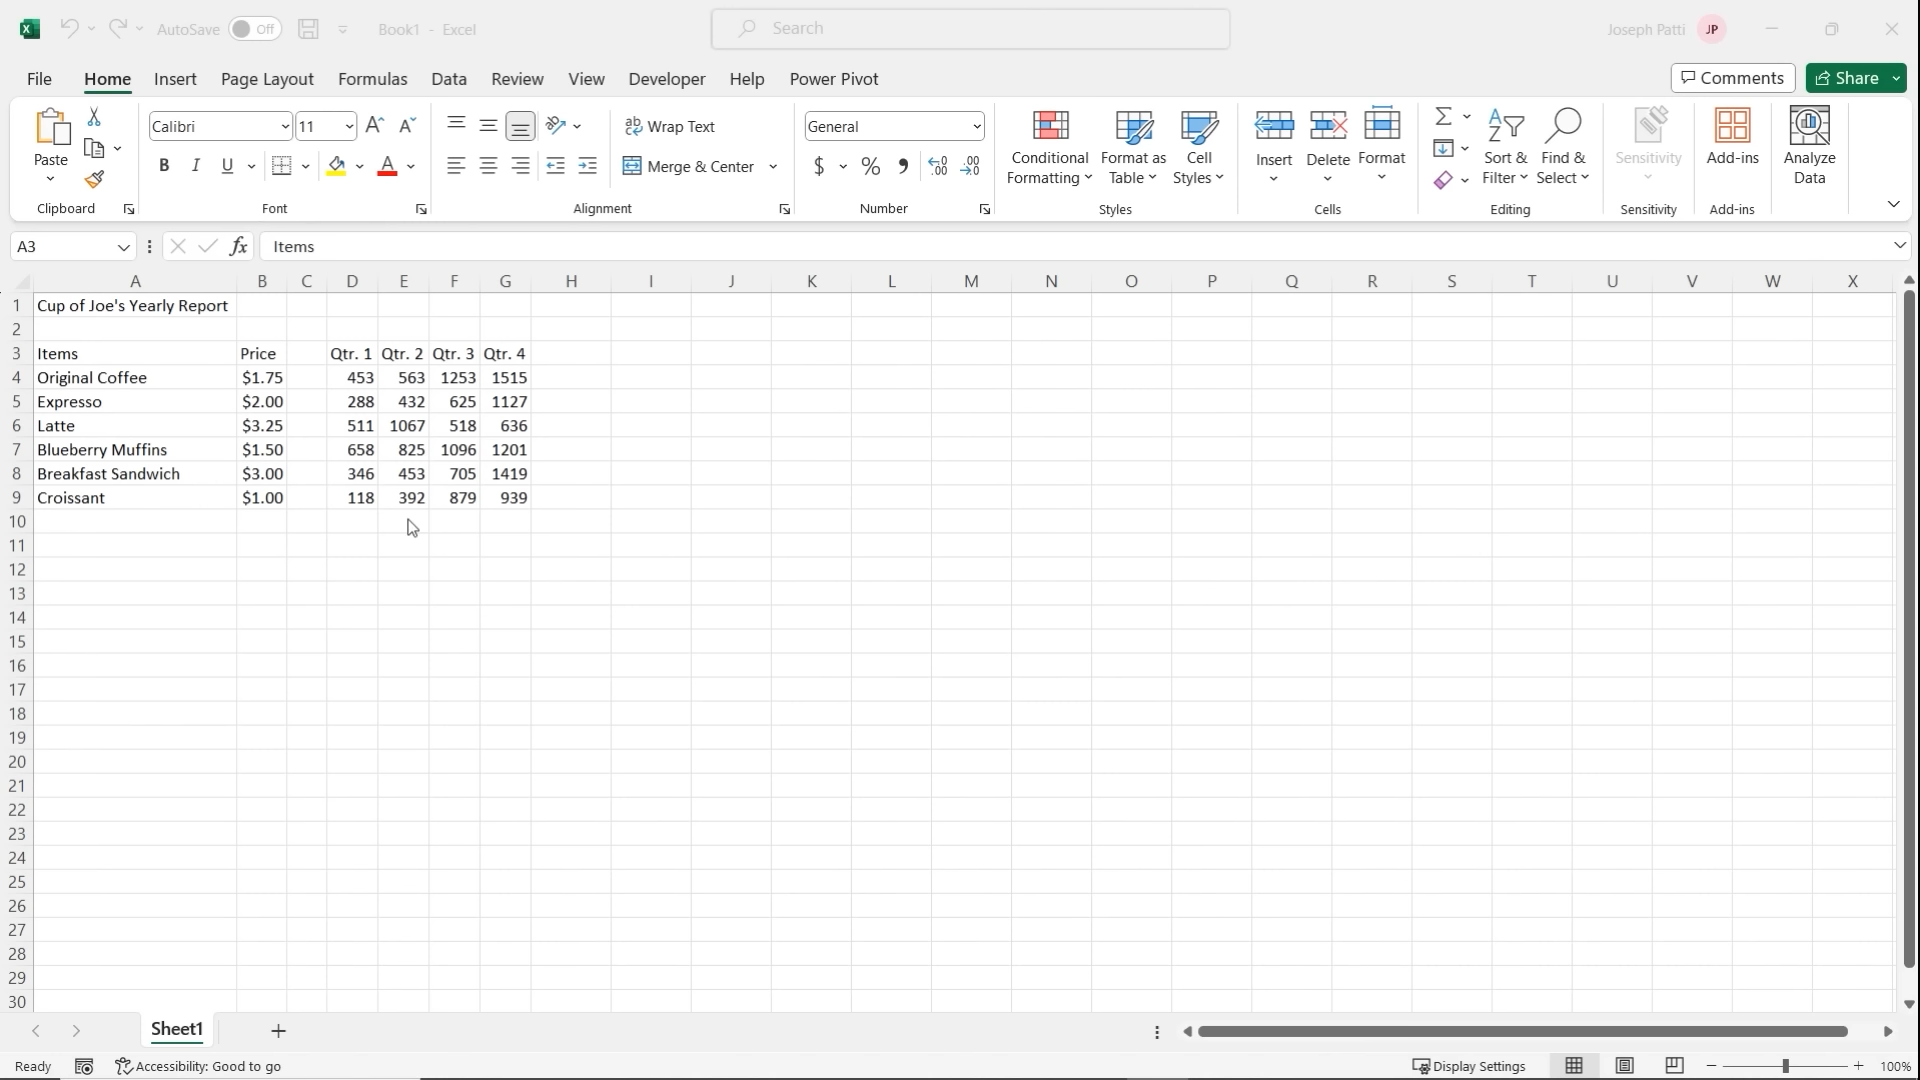 AutoSave Off Book1 - Excel Search Joseph Patti JP
File Home Insert Page Layout Formulas Data Review View Developer Help Power Pivot Comments Share
Paste
Clipboard
Calibri 11
B I U A
Font
ab Wrap Text
Merge & Center
Alignment
General
$ % , .00
Number
Conditional Formatting
Format as Table
Cell Styles
Styles
Insert Delete Format
Cells
Sort & Filter
Find & Select
Editing
Sensitivity
Sensitivity
Add-ins
Add-ins
Analyze Data
A3 fx Items
A B C D E F G H I J K L M N O P Q R S T U V W X
1 Cup of Joe's Yearly Report
2
3 Items Price Qtr. 1 Qtr. 2 Qtr. 3 Qtr. 4
4 Original Coffee $1.75 453 563 1253 1515
5 Expresso $2.00 288 432 625 1127
6 Latte $3.25 511 1067 518 636
7 Blueberry Muffins $1.50 658 825 1096 1201
8 Breakfast Sandwich $3.00 346 453 705 1419
9 Croissant $1.00 118 392 879 939
10
11
12
13
14
15
16
17
18
19
20
21
22
23
24
25
26
27
28
29
30
Sheet1
Ready Accessibility: Good to go Display Settings 100%